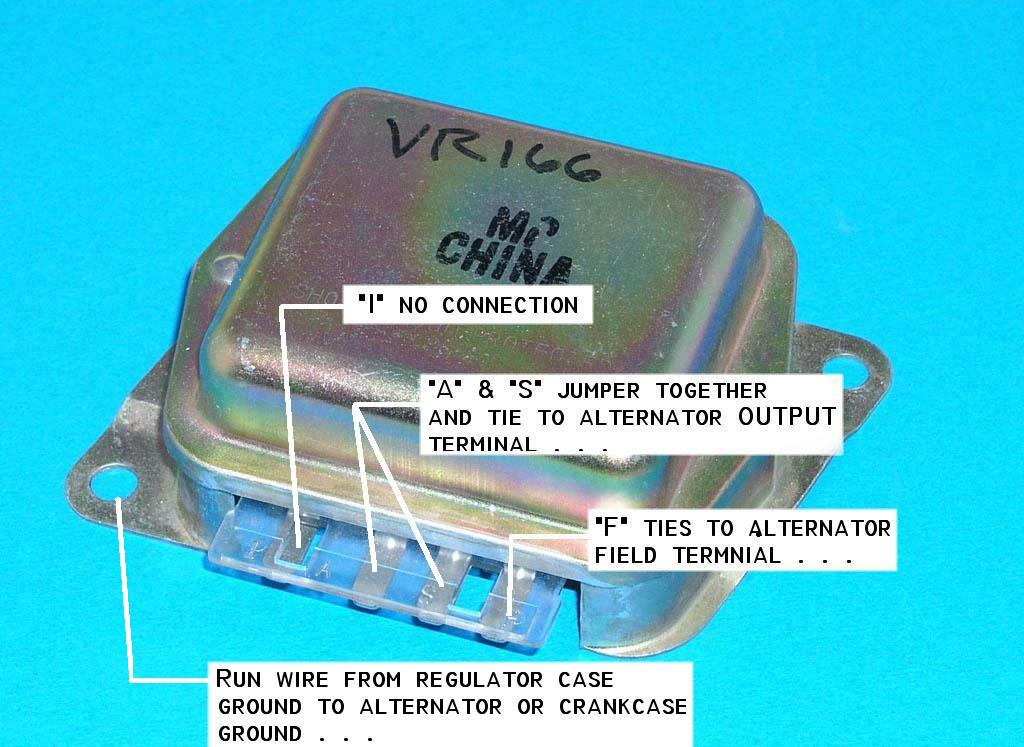 VR166
CHINA
"I" NO CONNECTION
"A" & "S" JUMPER TOGETHER
AND TIE TO ALTERNATOR OUTPUT
TERMINAL . . .
"F" TIES TO ALTERNATOR
FIELD TERMNIAL . . .
A
S
RUN WIRE FROM REGULATOR CASE
GROUND TO ALTERNATOR OR CRANKCASE
GROUND . . .